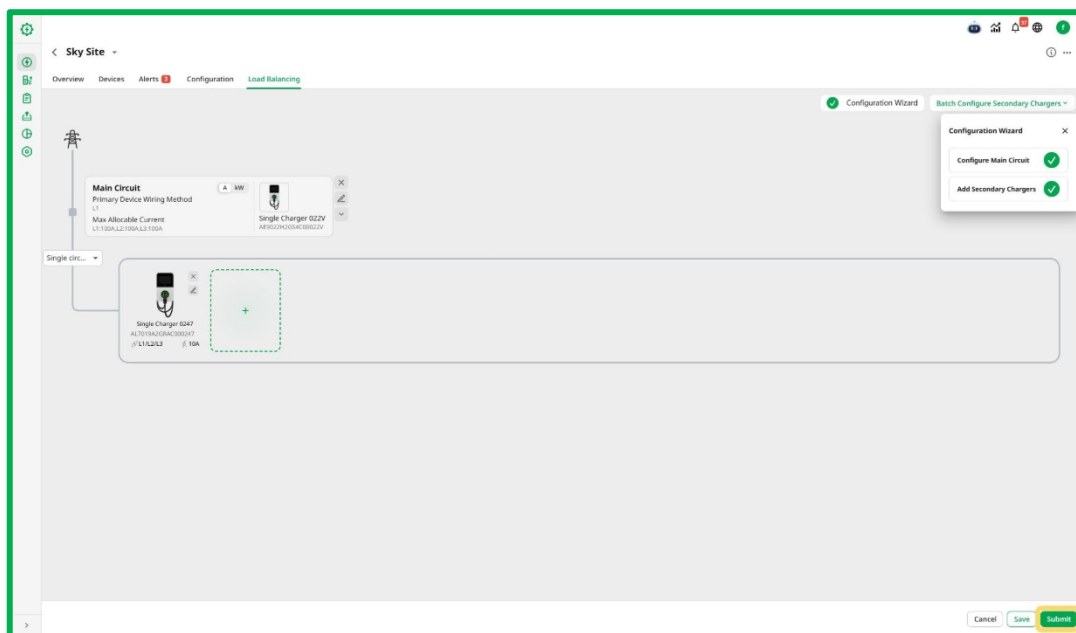 57
f
Sky Site
Overview Devices Alerts 3 Configuration Load Balancing
Configuration Wizard Batch Configure Secondary Chargers
Configuration Wizard
Configure Main Circuit
Add Secondary Chargers
Main Circuit A kW
Primary Device Wiring Method
L1
Max Allocable Current
L1:100A,L2:100A,L3:100A
Single Charger 022V
Single circ...
Single Charger 0247
L1/L2/L3 10A
+
Cancel Save Submit